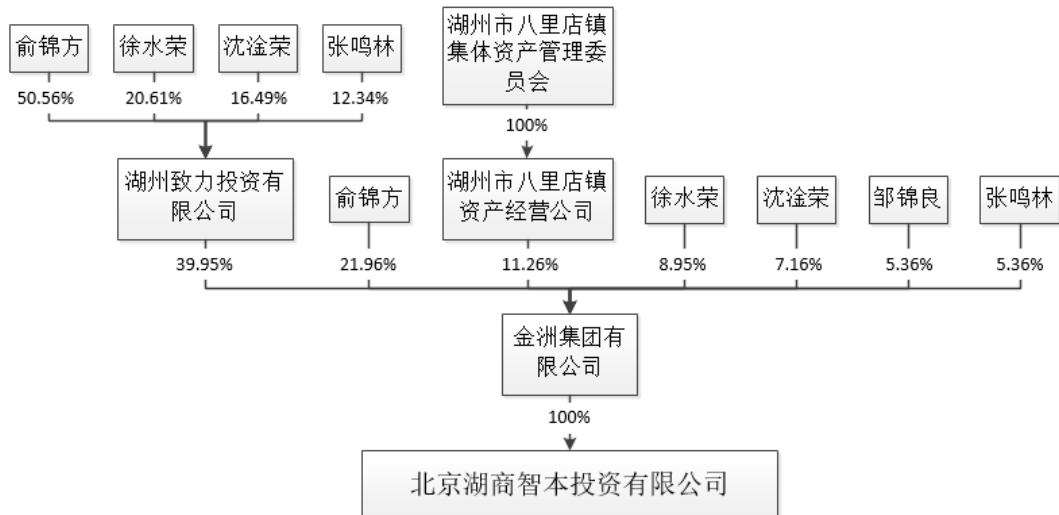 俞锦方
徐水荣
沈淦荣
张鸣林
湖州市八里店镇
集体资产管理委
员会
50.56%
20.61%
16.49%
12.34%
100%
湖州致力投资有
限公司
俞锦方
湖州市八里店镇
资产经营公司
徐水荣
沈淦荣
邹锦良
张鸣林
39.95%
21.96%
11.26%
8.95%
7.16%
5.36%
5.36%
金洲集团有
限公司
100%
北京湖商智本投资有限公司